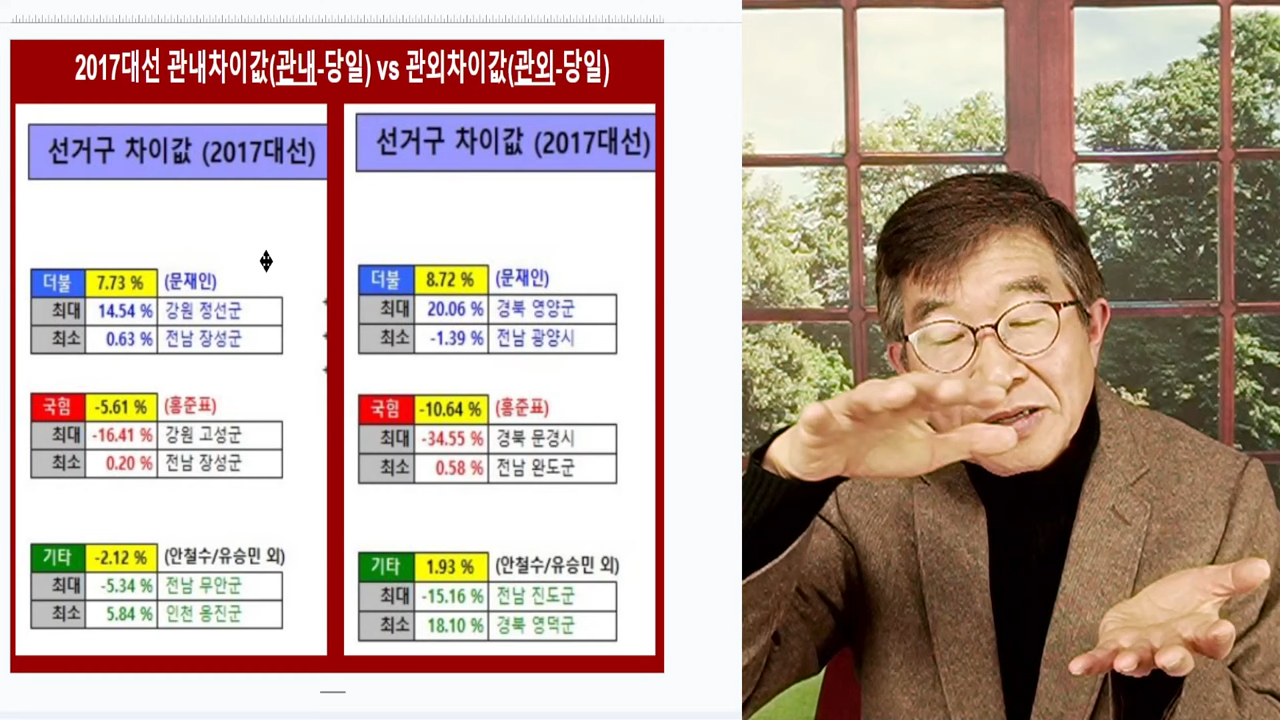 2017대선 관내차이값(관내-당일) vs 관외차이값(관외-당일)
선거구 차이값 (2017대선)
더불 7.73 % (문재인)
최대 14.54 % 강원 정선군
최소 0.63 % 전남 장성군
국힘 -5.61 % (홍준표)
최대 -16.41 % 강원 고성군
최소 0.20 % 전남 장성군
기타 -2.12 % (안철수/유승민 외)
최대 -5.34 % 전남 무안군
최소 5.84 % 인천 옹진군
선거구 차이값 (2017대선)
더불 8.72 % (문재인)
최대 20.06 % 경북 영양군
최소 -1.39 % 전남 광양시
국힘 -10.64 % (홍준표)
최대 -34.55 % 경북 문경시
최소 0.58 % 전남 완도군
기타 1.93 % (안철수/유승민 외)
최대 -15.16 % 전남 진도군
최소 18.10 % 경북 영덕군